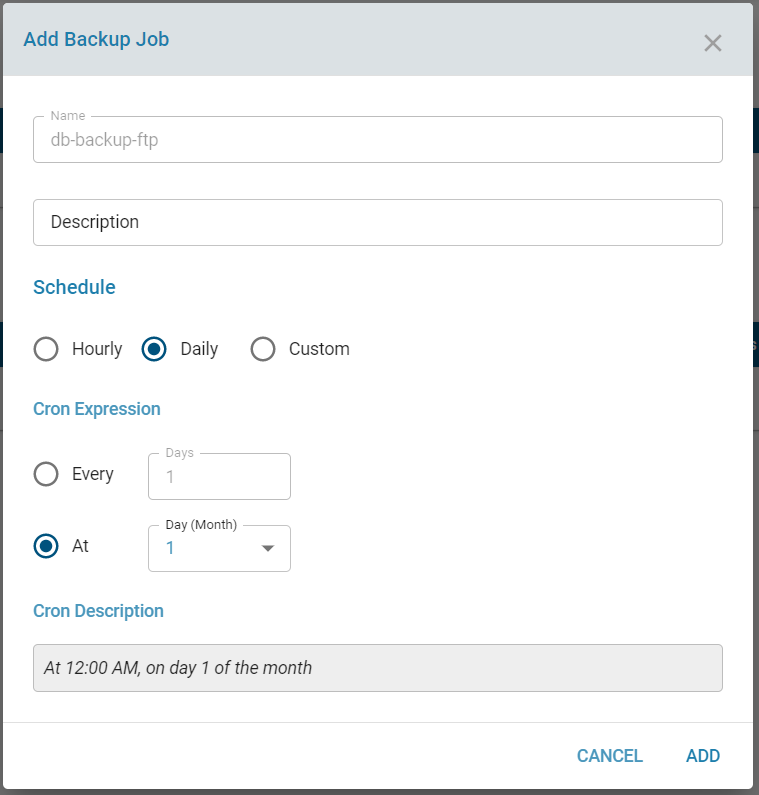 Add Backup Job
Name
db-backup-ftp
Description
Schedule
Hourly Daily Custom
Cron Expression
Every
Days
1
At
Day (Month)
1
Cron Description
At 12:00 AM, on day 1 of the month
CANCEL ADD